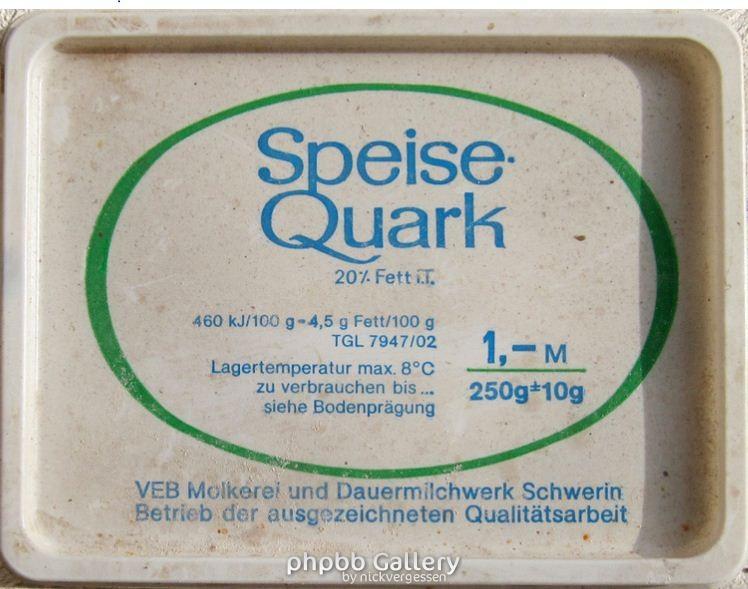 Speise-
Quark
20% Fett i.T.
460 kJ/100 g-4,5 g Fett/100 g
TGL 7947/02
Lagertemperatur max. 8°C
zu verbrauchen bis ...
siehe Bodenprägung
1,- M
250g±10g
VEB Molkerei und Dauermilchwerk Schwerin
Betrieb der ausgezeichneten Qualitätsarbeit
phpbb Gallery
by nickvergessen